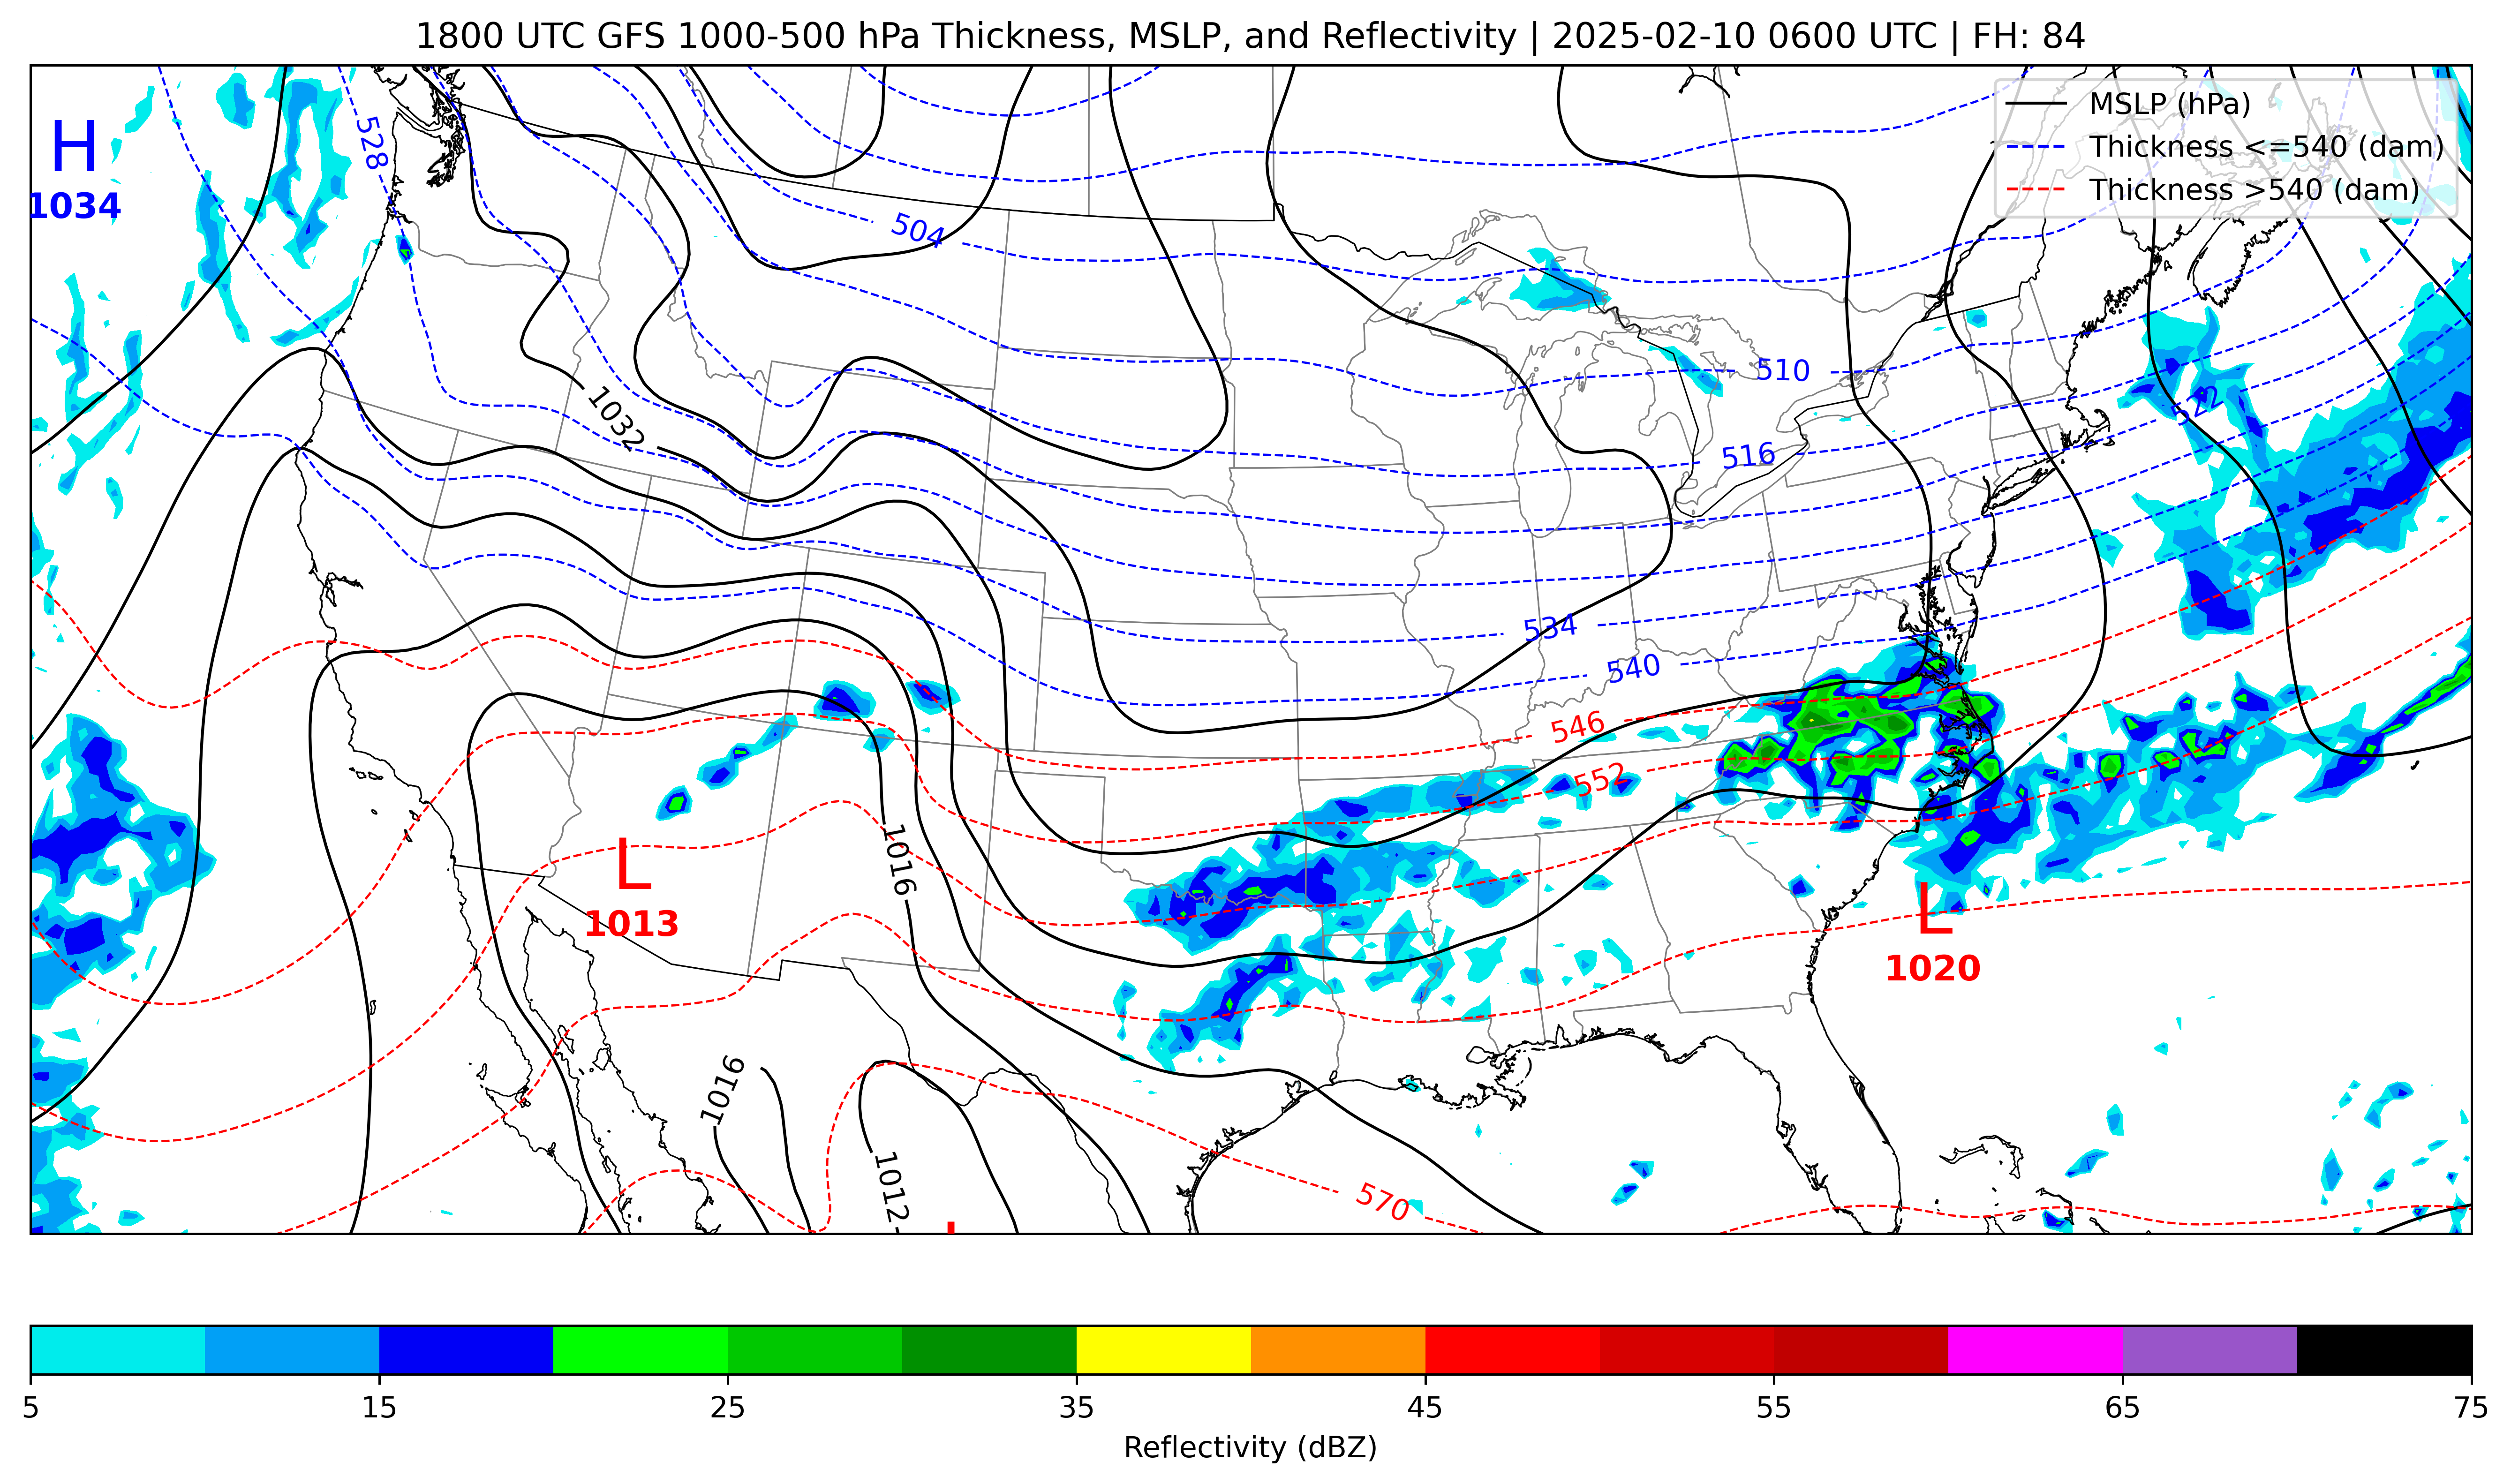 1800 UTC GFS 1000-500 hPa Thickness, MSLP, and Reflectivity | 2025-02-10 0600 UTC | FH: 84
MSLP (hPa)
Thickness <=540 (dam)
Thickness >540 (dam)
H
1034
528
504
510
522
1032
516
534
540
546
552
L
1013
1016
L
1020
1016
1012
570
5 15 25 35 45 55 65 75
Reflectivity (dBZ)